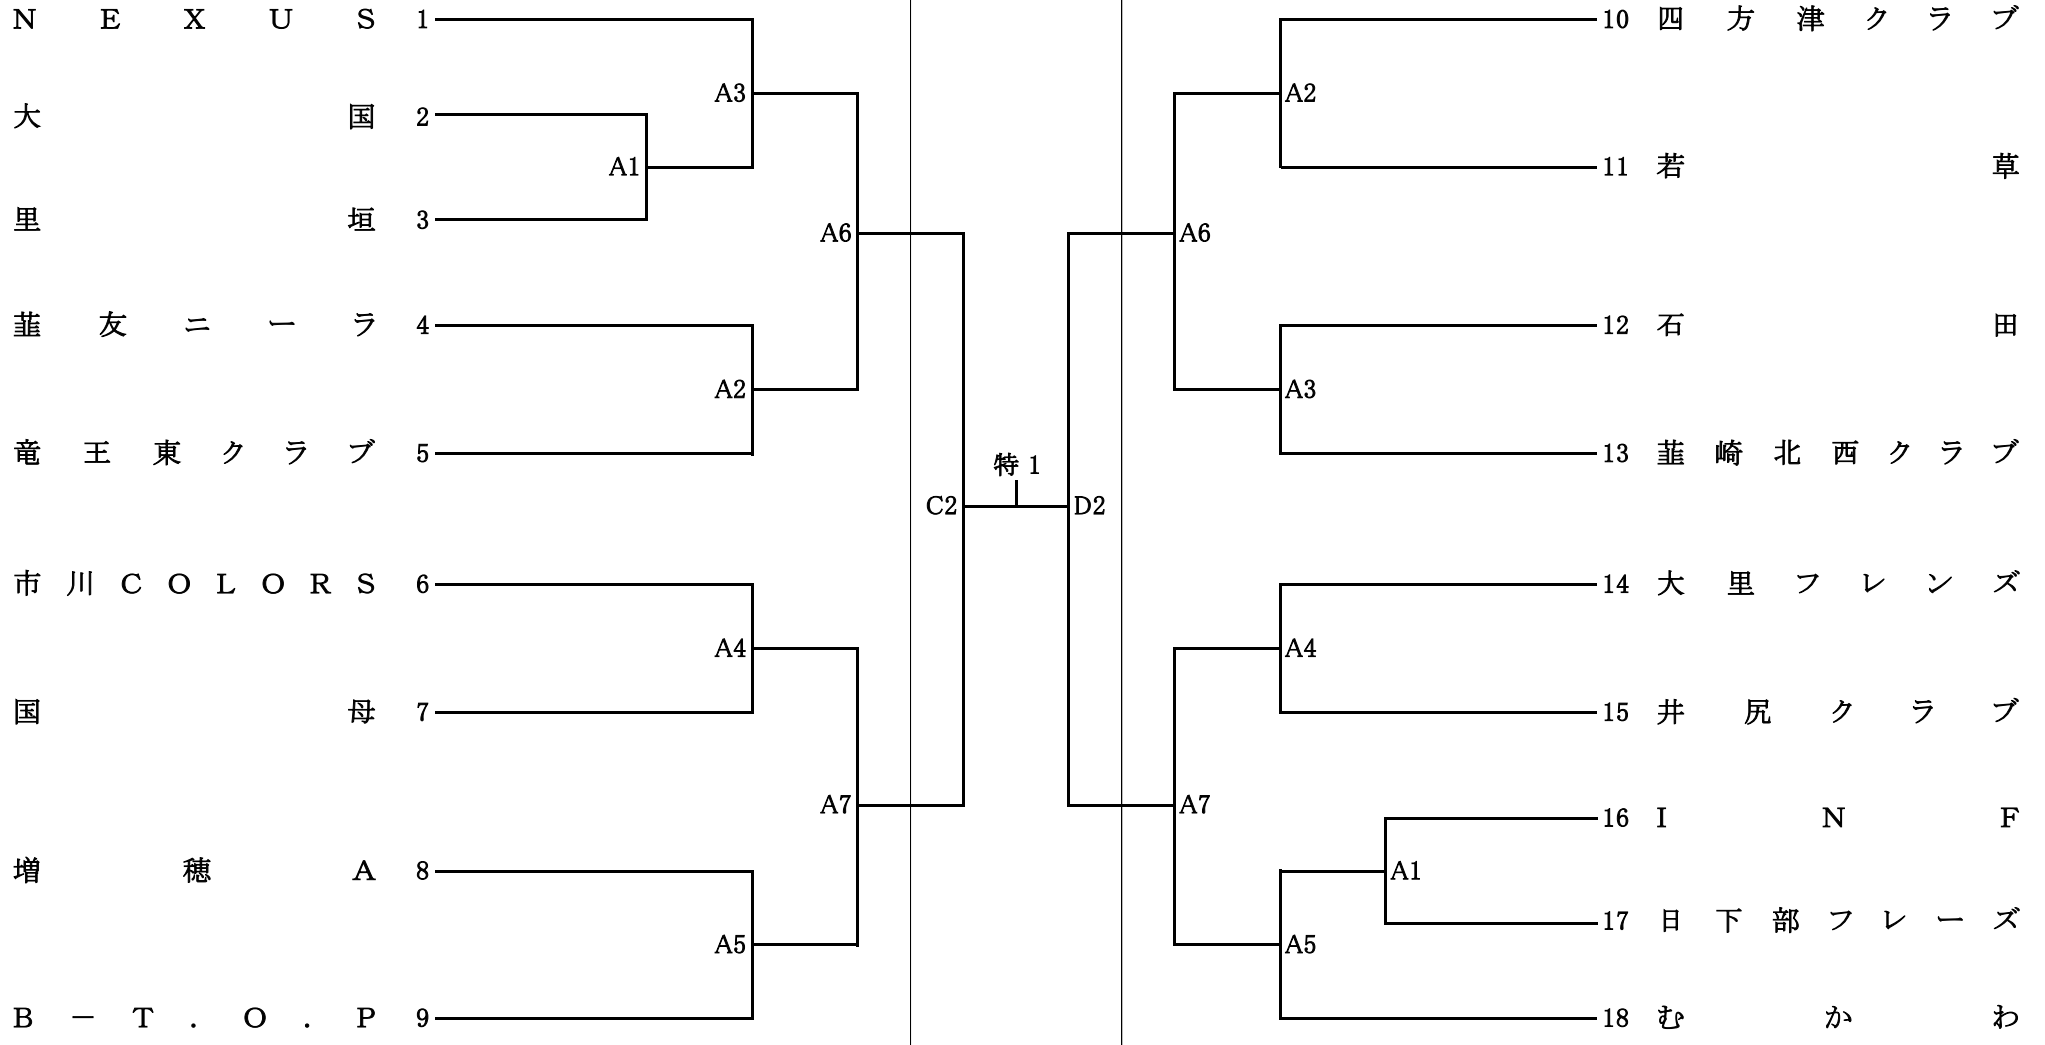 NEXUS 1
10 四方津クラブ
A3
A2
大国 2
A1
11 若草
里垣 3
A6
A6
韮友ニーラ 4
12 石田
A2
A3
竜王東クラブ 5
13 韮崎北西クラブ
特 1
C2
D2
市川COLORS 6
14 大里フレンズ
A4
A4
国母 7
15 井尻クラブ
A7
A7
16 INF
増穂A 8
A1
17 日下部フレーズ
A5
A5
B－T．O．P 9
18 むかわ